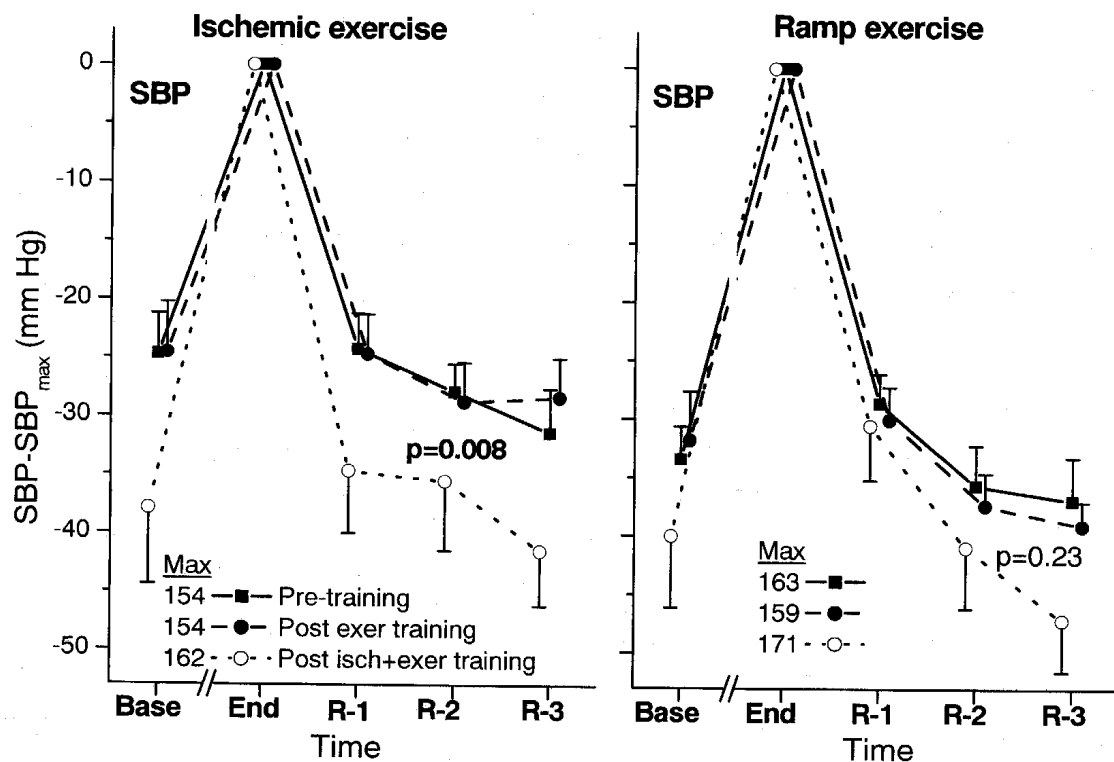 Ischemic exercise
SBP
0
-10
-20
-30
-40
-50
SBP-SBPmax (mm Hg)
p=0.008
Max
154 Pre-training
154 Post exer training
162 Post isch+exer training
Base End R-1 R-2 R-3
Time
Ramp exercise
SBP
p=0.23
Max
163
159
171
Base End R-1 R-2 R-3
Time